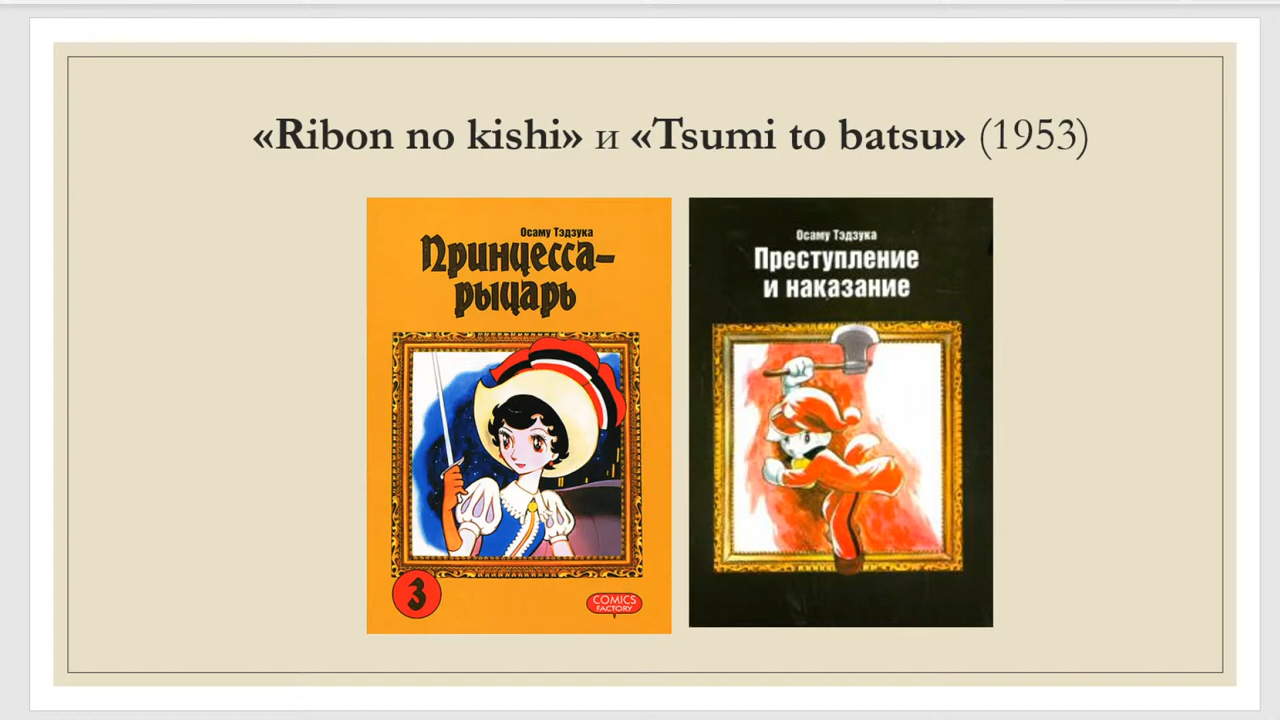 «Ribon no kishi» и «Tsumi to batsu» (1953)
Осаму Тэдзука
Принцесса-
рыцарь
3
COMICS
FACTORY
Осаму Тэдзука
Преступление
и наказание